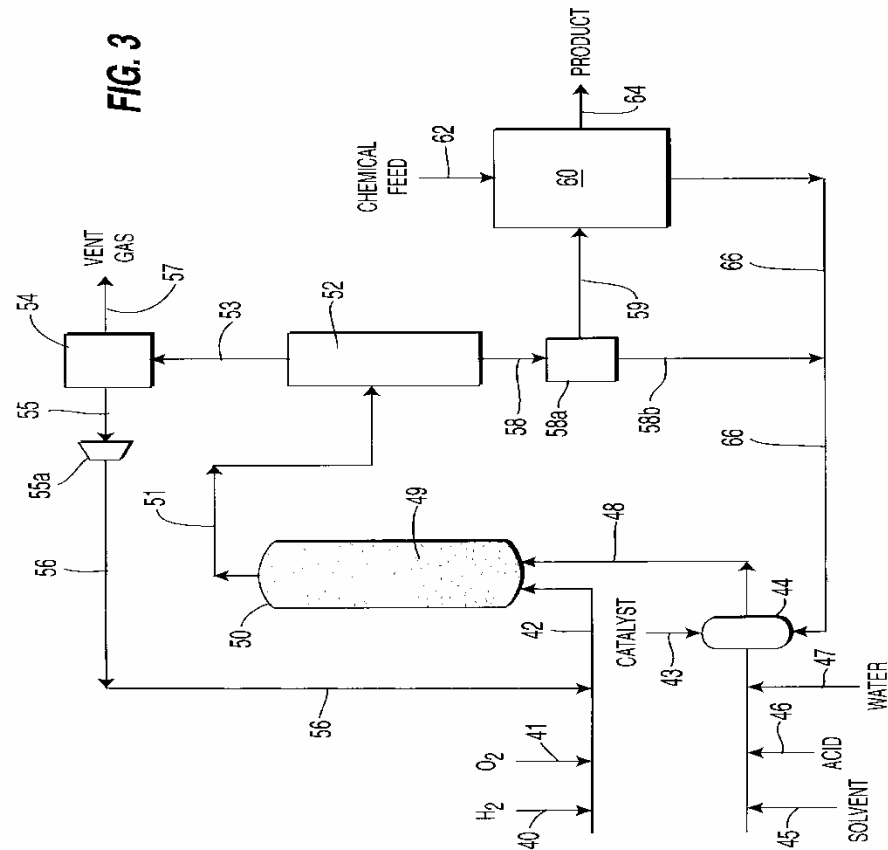 FIG. 3
54
VENT
GAS
57
55
55a
53
56
52
51
CHEMICAL
FEED
62
60
PRODUCT
64
59
58
58a
58b
66
66
50
49
48
42
56
CATALYST
43
44
H2
40
O2
41
45
SOLVENT
46
ACID
47
WATER